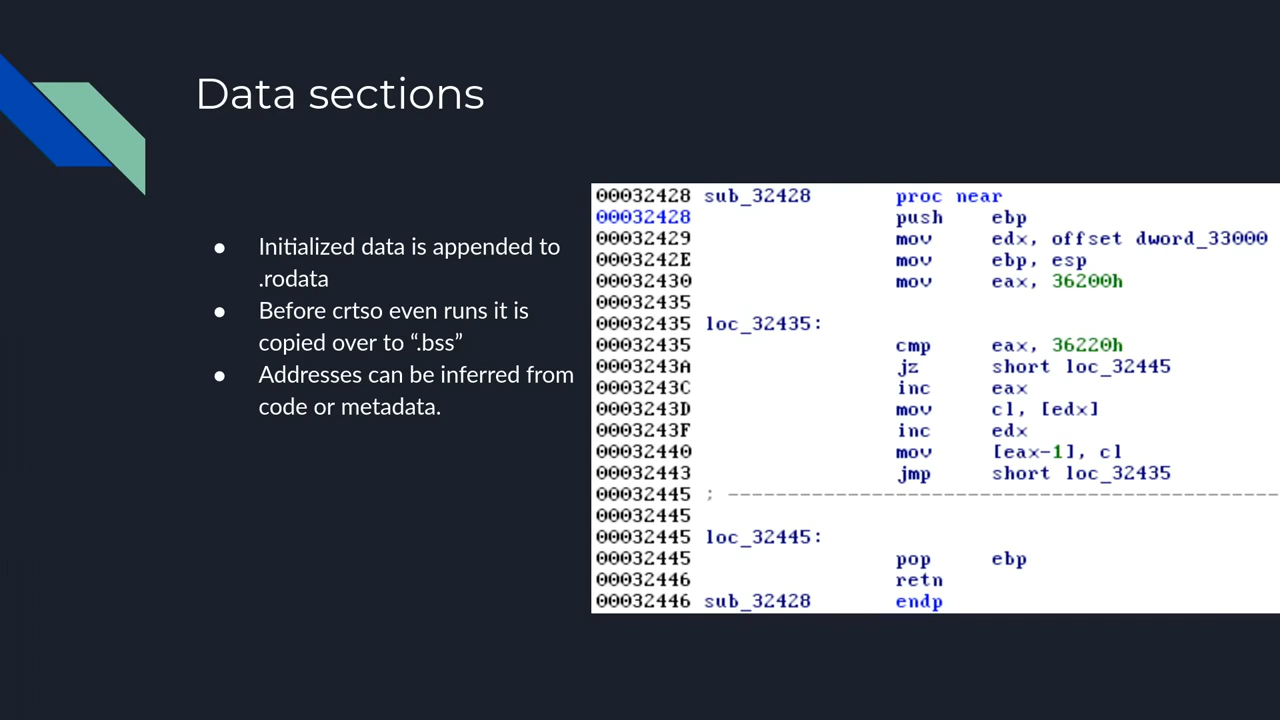 Data sections
● Initialized data is appended to
.rodata
● Before crtso even runs it is
copied over to “.bss”
● Addresses can be inferred from
code or metadata.
00032428 sub_32428 proc near
00032428 push ebp
00032429 mov edx, offset dword_33000
0003242E mov ebp, esp
00032430 mov eax, 36200h
00032435
00032435 loc_32435:
00032435 cmp eax, 36220h
0003243A jz short loc_32445
0003243C inc eax
0003243D mov cl, [edx]
0003243F inc edx
00032440 mov [eax-1], cl
00032443 jmp short loc_32435
00032445 ; ---------------------------------------------
00032445
00032445 loc_32445:
00032445 pop ebp
00032446 retn
00032446 sub_32428 endp